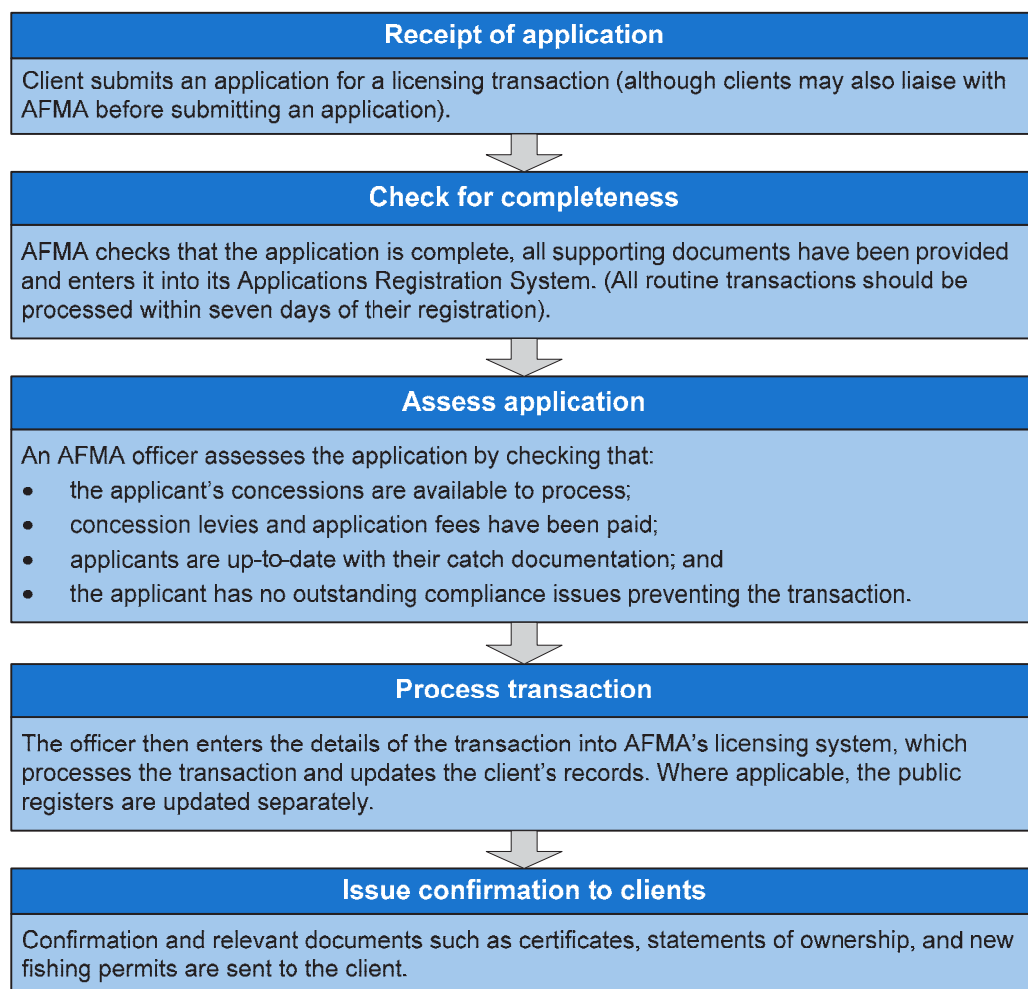 Receipt of application
Client submits an application for a licensing transaction (although clients may also liaise with
AFMA before submitting an application).
Check for completeness
AFMA checks that the application is complete, all supporting documents have been provided
and enters it into its Applications Registration System. (All routine transactions should be
processed within seven days of their registration).
Assess application
An AFMA officer assesses the application by checking that:
• the applicant's concessions are available to process;
• concession levies and application fees have been paid;
• applicants are up-to-date with their catch documentation; and
• the applicant has no outstanding compliance issues preventing the transaction.
Process transaction
The officer then enters the details of the transaction into AFMA's licensing system, which
processes the transaction and updates the client's records. Where applicable, the public
registers are updated separately.
Issue confirmation to clients
Confirmation and relevant documents such as certificates, statements of ownership, and new
fishing permits are sent to the client.